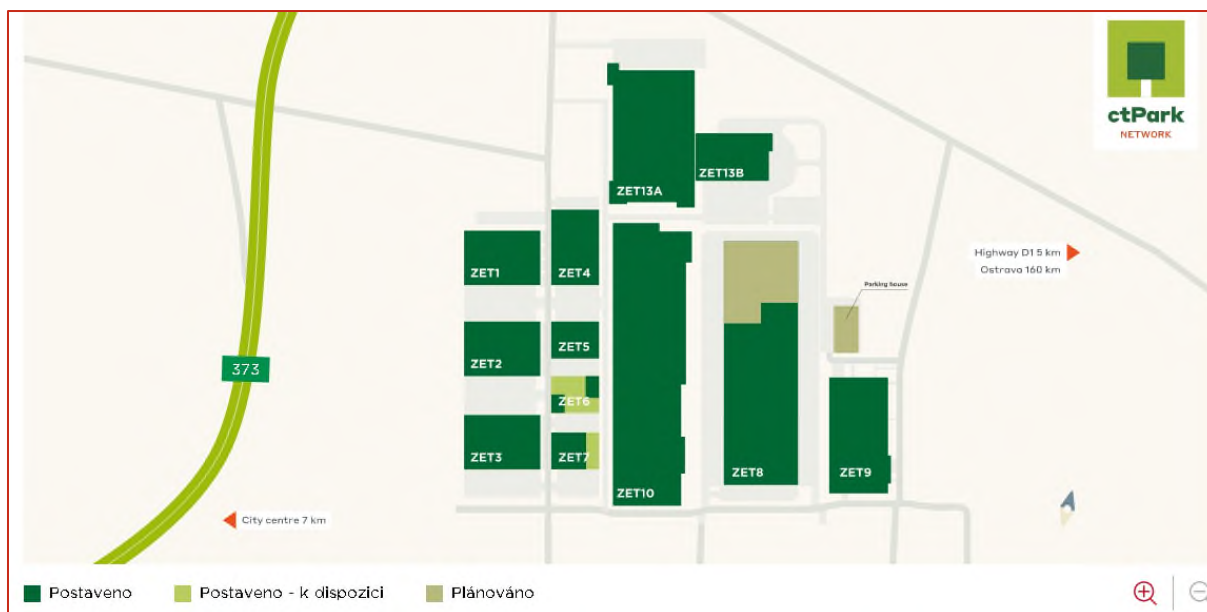 ctPark
NETWORK
ZET13A
ZET13B
ZET1
ZET4
Highway D1 5 km
Ostrava 160 km
Parking house
ZET2
ZET5
373
ZET6
ZET3
ZET7
ZET8
ZET9
ZET10
City centre 7 km
Postaveno
Postaveno - k dispozici
Plánováno